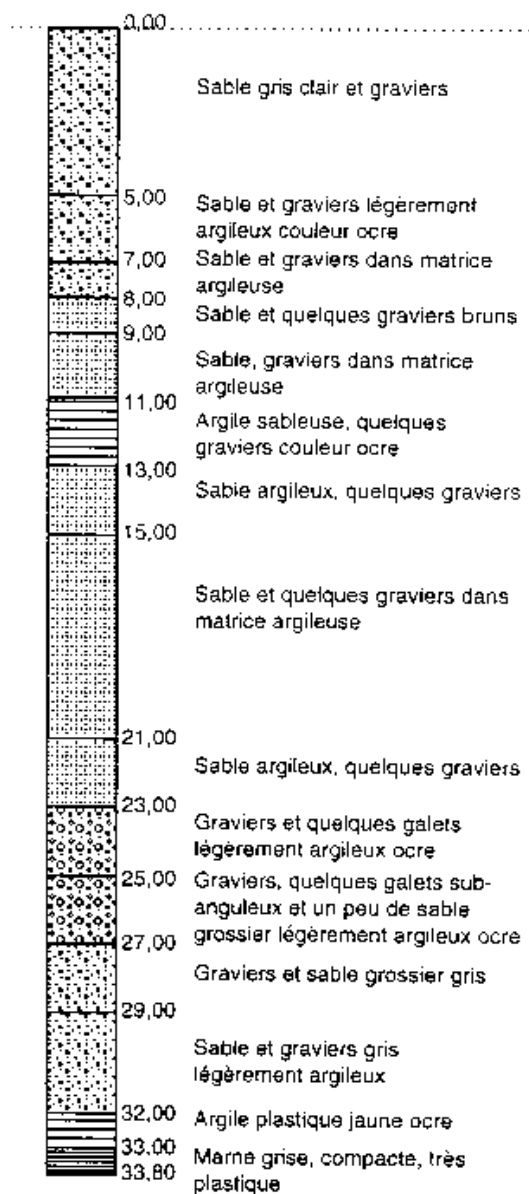 0,00
Sable gris clair et graviers
5,00
Sable et graviers légèrement
argileux couleur ocre
7,00
Sable et graviers dans matrice
argileuse
8,00
Sable et quelques graviers bruns
9,00
Sable, graviers dans matrice
argileuse
11,00
Argile sableuse, quelques
graviers couleur ocre
13,00
Sable argileux, quelques graviers
15,00
Sable et quelques graviers dans
matrice argileuse
21,00
Sable argileux, quelques graviers
23,00
Graviers et quelques galets
légèrement argileux ocre
25,00
Graviers, quelques galets sub-
anguleux et un peu de sable
grossier légèrement argileux ocre
27,00
Graviers et sable grossier gris
29,00
Sable et graviers gris
légèrement argileux
32,00
Argile plastique jaune ocre
33,00
Marne grise, compacte, très
plastique
33,80